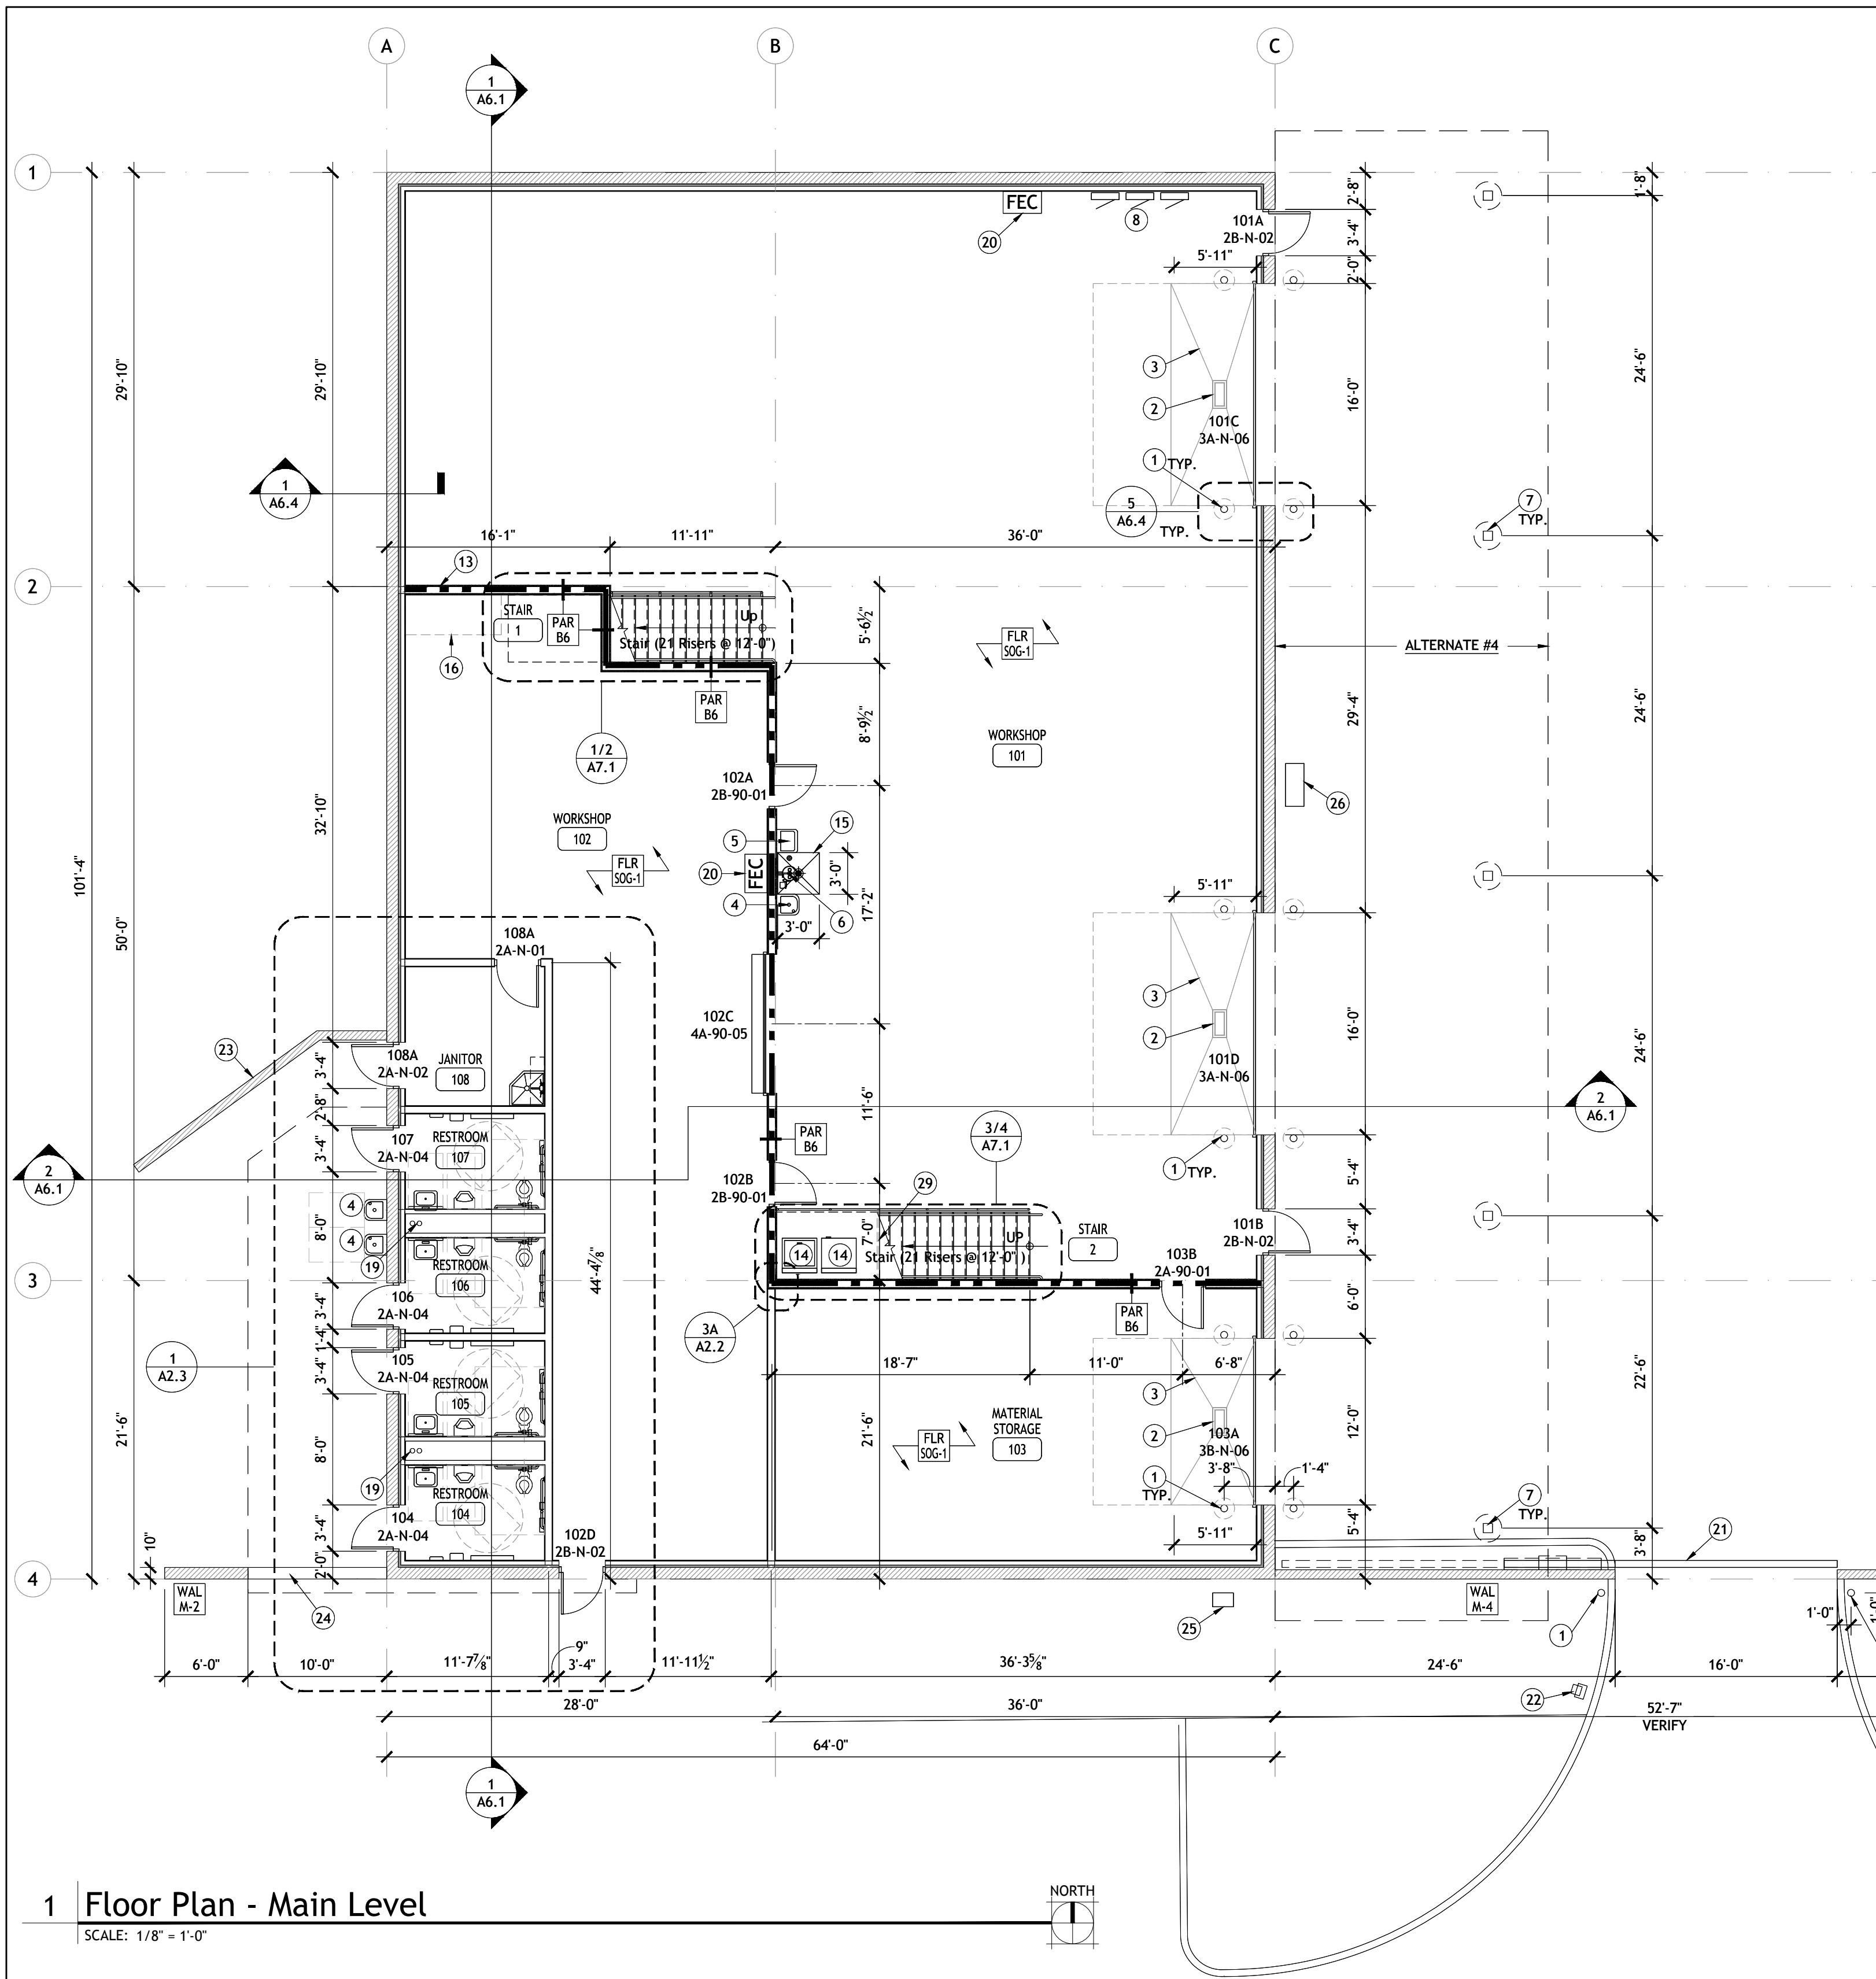 A
B
C
1
A6.1
1
2'-8"
1'-8"
FEC
20
8
101A
2B-N-02
3'-4"
5'-11"
2'-0"
29'-10"
29'-10"
3
2
101C
3A-N-06
16'-0"
24'-6"
1
TYP.
1
A6.4
5
A6.4
TYP.
7
TYP.
16'-1"
11'-11"
36'-0"
13
2
STAIR
1
PAR
B6
Up
Stair (21 Risers @ 12'-0")
5'-6½"
FLR
SOG-1
ALTERNATE #4
16
PAR
B6
8'-9½"
29'-4"
24'-6"
WORKSHOP
101
1/2
A7.1
102A
2B-90-01
26
WORKSHOP
102
32'-10"
5
15
FLR
SOG-1
20
FEC
3'-0"
101'-4"
4
6
17'-2"
3'-0"
5'-11"
50'-0"
108A
2A-N-01
3
2
101D
3A-N-06
16'-0"
24'-6"
102C
4A-90-05
23
3'-4"
108A
2A-N-02
JANITOR
108
2'-8"
11'-6"
2
A6.1
3/4
A7.1
PAR
B6
3'-4"
107
2A-N-04
RESTROOM
107
1
TYP.
5'-4"
2
A6.1
102B
2B-90-01
29
4
4
8'-0"
19
7'-0"
14
14
UP
Stair (21 Risers @ 12'-0" )
STAIR
2
101B
2B-N-02
3'-4"
103B
2A-90-01
3
RESTROOM
106
44'-4⅞"
6'-0"
3'-4"
106
2A-N-04
PAR
B6
1'-4"
3A
A2.2
1
A2.3
105
2A-N-04
3'-4"
RESTROOM
105
18'-7"
11'-0"
6'-8"
22'-6"
3
2
103A
3B-N-06
12'-0"
MATERIAL
STORAGE
103
FLR
SOG-1
21'-6"
21'-6"
8'-0"
3'-8"
1'-4"
19
RESTROOM
104
1
TYP.
7
TYP.
3'-4"
104
2A-N-04
102D
2B-N-02
5'-11"
5'-4"
3'-8"
21
10"
2'-0"
4
WAL
M-2
24
25
WAL
M-4
1
1'-0"
1'-0"
6'-0"
10'-0"
11'-7⅞"
9"
3'-4"
11'-11½"
36'-3⅝"
24'-6"
16'-0"
28'-0"
36'-0"
22
52'-7"
VERIFY
64'-0"
1
A6.1
1
Floor Plan - Main Level
SCALE: 1/8" = 1'-0"
NORTH